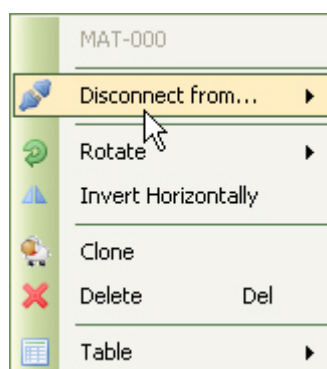 MAT-000
Disconnect from...
Rotate
Invert Horizontally
Clone
Delete Del
Table